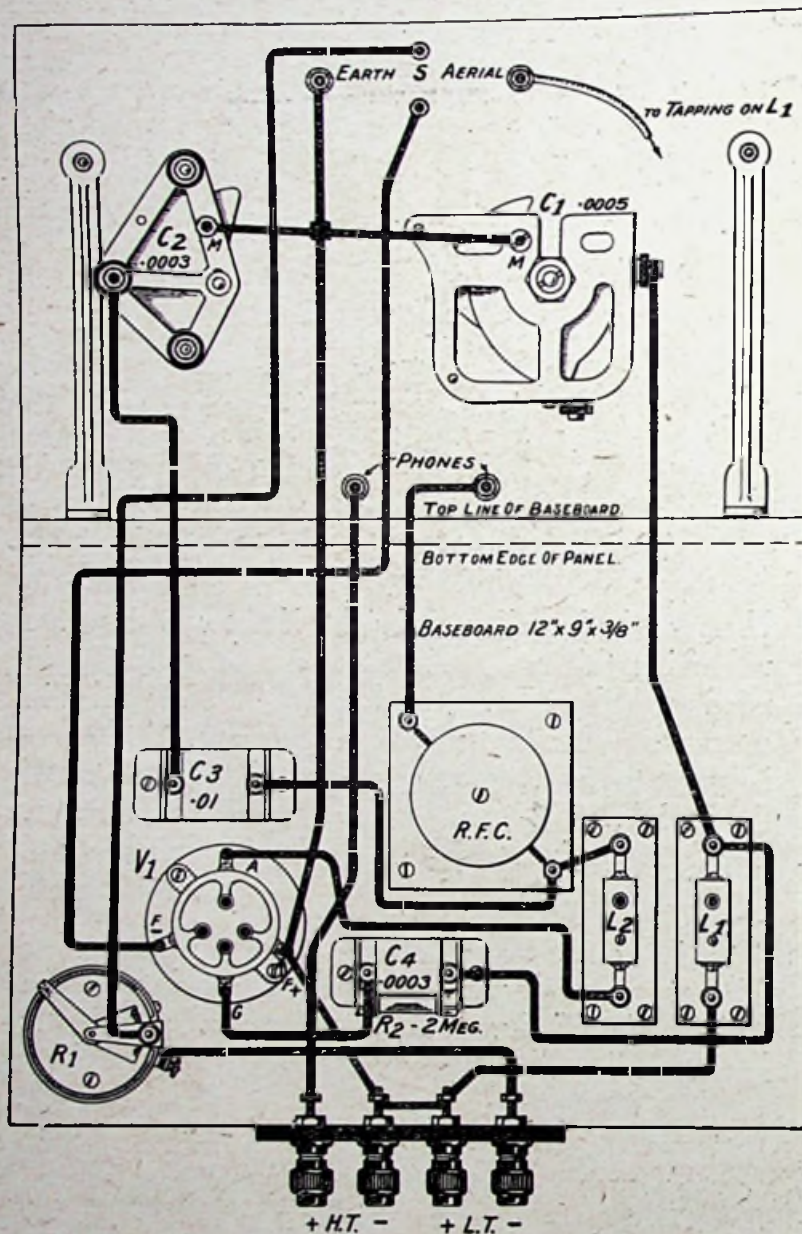 EARTH S AERIAL
TO TAPPING ON L1
C1 .0005
C2
.0003
M
M
PHONES
TOP LINE OF BASEBOARD.
BOTTOM EDGE OF PANEL.
BASEBOARD 12" x 9" x 3/8"
C3
.01
R.F.C.
V1
A
F-
F+
G
L2
L1
C4
.0003
R2 - 2 MEG.
R1
+ H.T. - + L.T. -